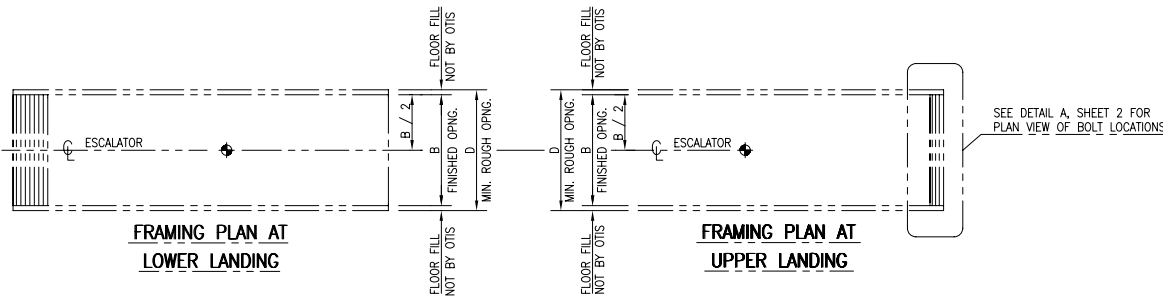 FLOOR FILL
NOT BY OTIS
℄ ESCALATOR
B / 2
B
FINISHED OPNG.
D
MIN. ROUGH OPNG.
FLOOR FILL
NOT BY OTIS
FRAMING PLAN AT
LOWER LANDING
FLOOR FILL
NOT BY OTIS
D
MIN. ROUGH OPNG.
B
FINISHED OPNG.
B / 2
℄ ESCALATOR
FLOOR FILL
NOT BY OTIS
FRAMING PLAN AT
UPPER LANDING
SEE DETAIL A, SHEET 2 FOR
PLAN VIEW OF BOLT LOCATIONS